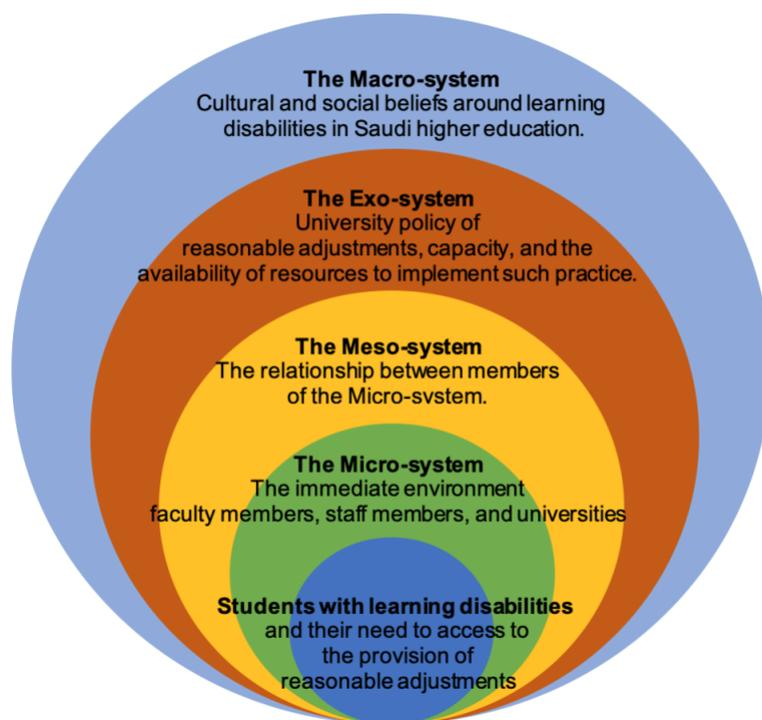 The Macro-system
Cultural and social beliefs around learning
disabilities in Saudi higher education.
The Exo-system
University policy of
reasonable adjustments, capacity, and the
availability of resources to implement such practice.
The Meso-system
The relationship between members
of the Micro-system.
The Micro-system
The immediate environment
faculty members, staff members, and universities
Students with learning disabilities
and their need to access to
the provision of
reasonable adjustments